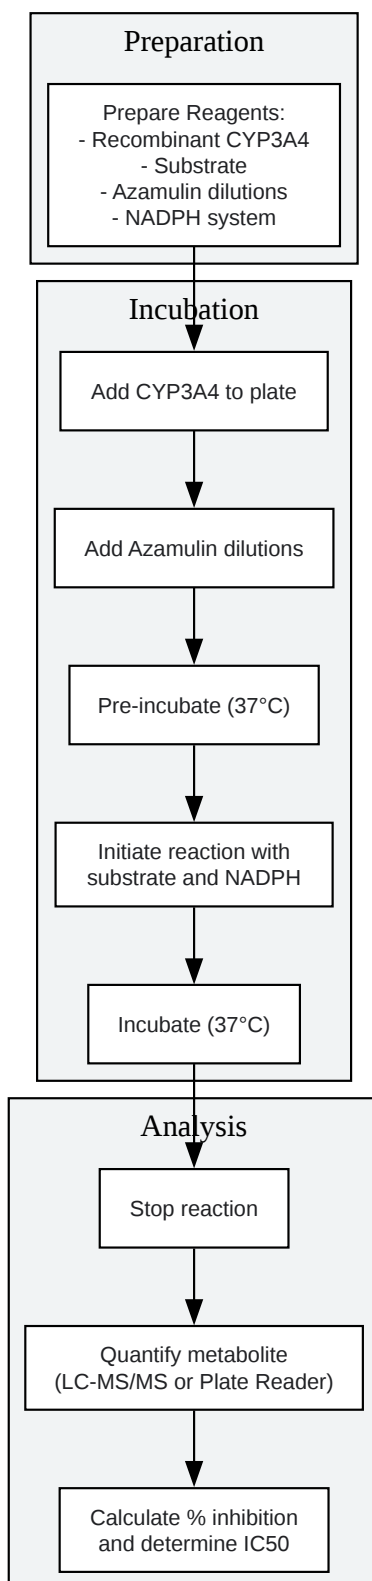 Preparation
Prepare Reagents:
- Recombinant CYP3A4
- Substrate
- Azamulin dilutions
- NADPH system
Incubation
Add CYP3A4 to plate
Add Azamulin dilutions
Pre-incubate (37°C)
Initiate reaction with
substrate and NADPH
Incubate (37°C)
Analysis
Stop reaction
Quantify metabolite
(LC-MS/MS or Plate Reader)
Calculate % inhibition
and determine IC50